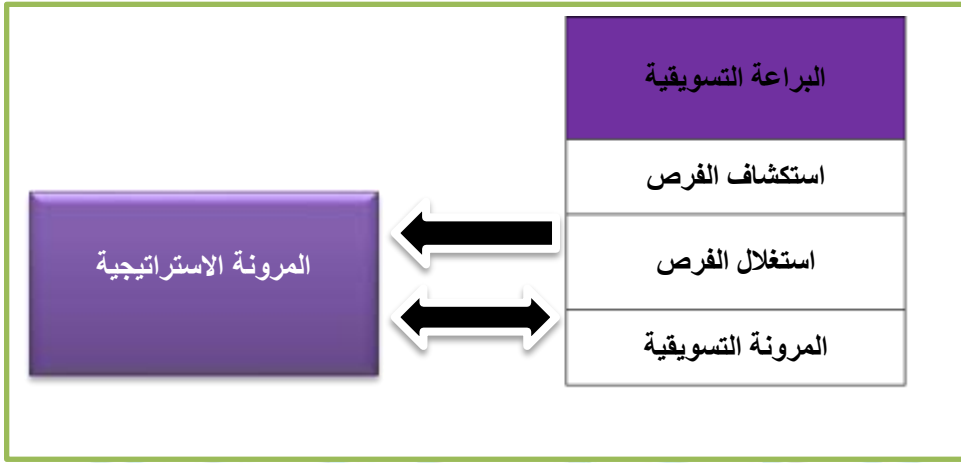 البراعة التسويقية
استكشاف الفرص
استغلال الفرص
المرونة التسويقية
المرونة الاستراتيجية